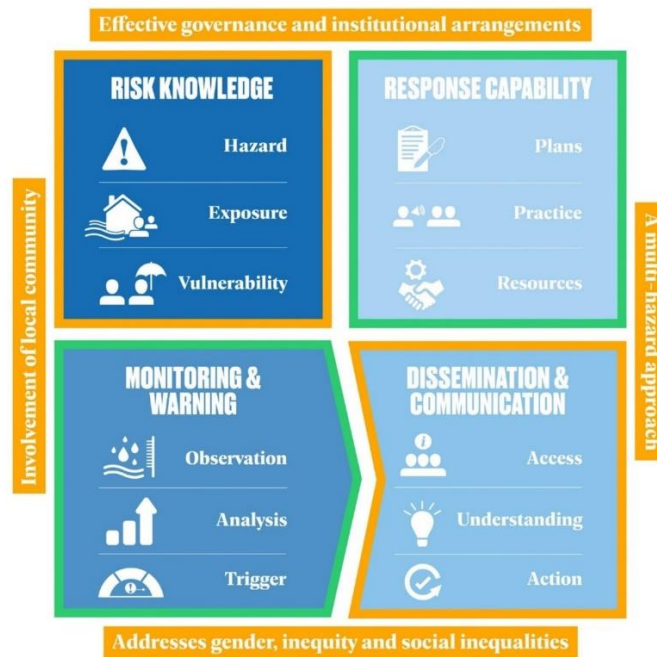 Effective governance and institutional arrangements
Involvement of local community
RISK KNOWLEDGE
Hazard
Exposure
Vulnerability
RESPONSE CAPABILITY
Plans
Practice
Resources
A multi-hazard approach
MONITORING &
WARNING
Observation
Analysis
Trigger
DISSEMINATION &
COMMUNICATION
Access
Understanding
Action
Addresses gender, inequity and social inequalities